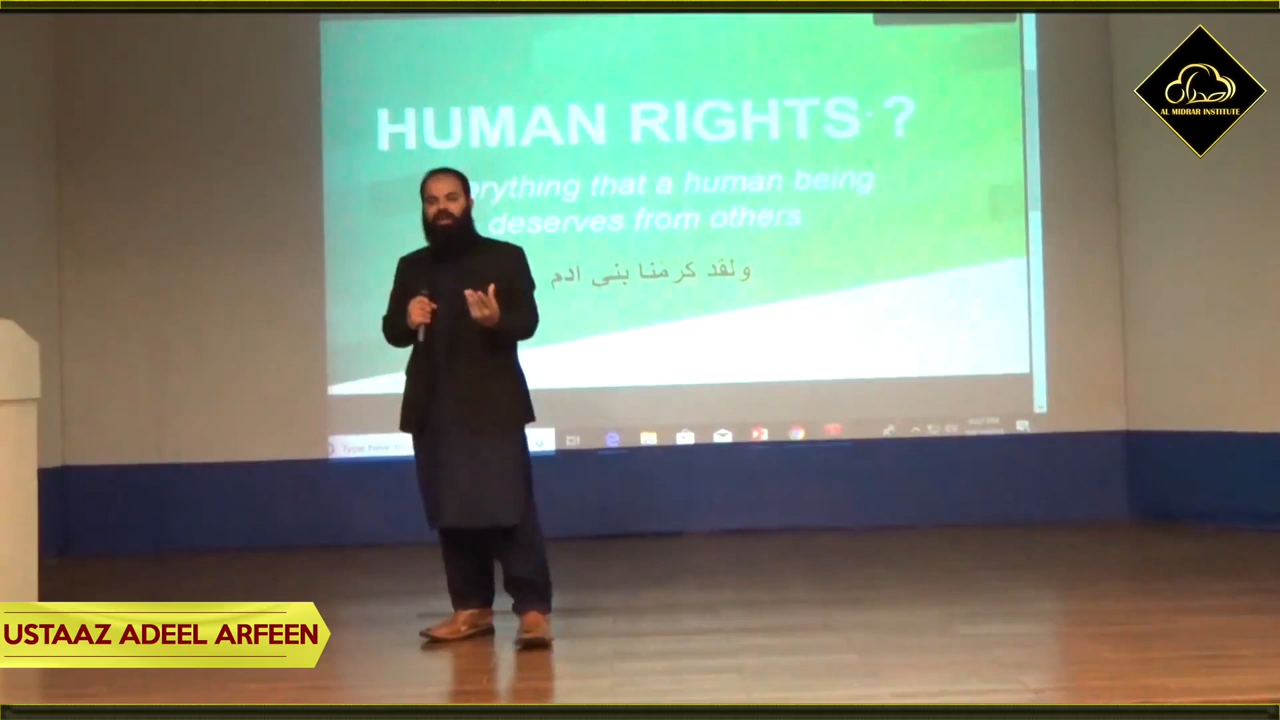 HUMAN RIGHTS ?
erything that a human being
deserves from others
ولقد كرمنا بنى ادم
AL MIDRAR INSTITUTE
USTAAZ ADEEL ARFEEN